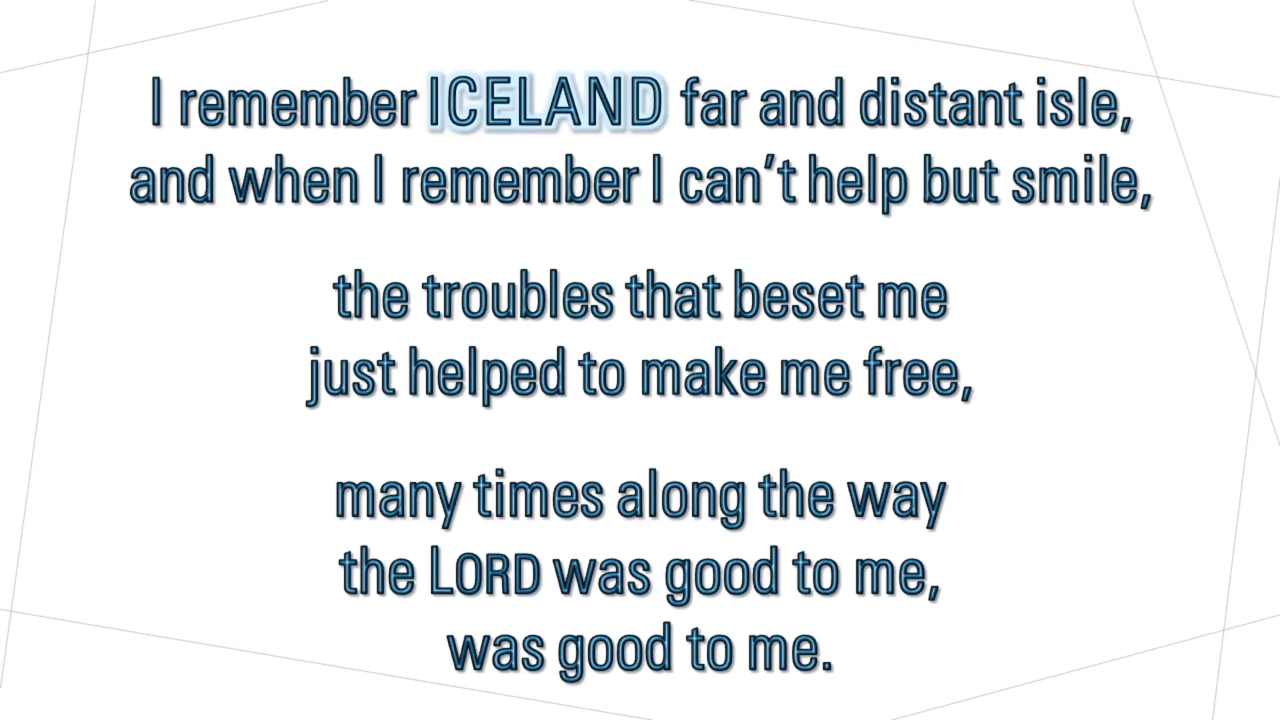 I remember ICELAND far and distant isle,
and when I remember I can’t help but smile,
the troubles that beset me
just helped to make me free,
many times along the way
the LORD was good to me,
was good to me.